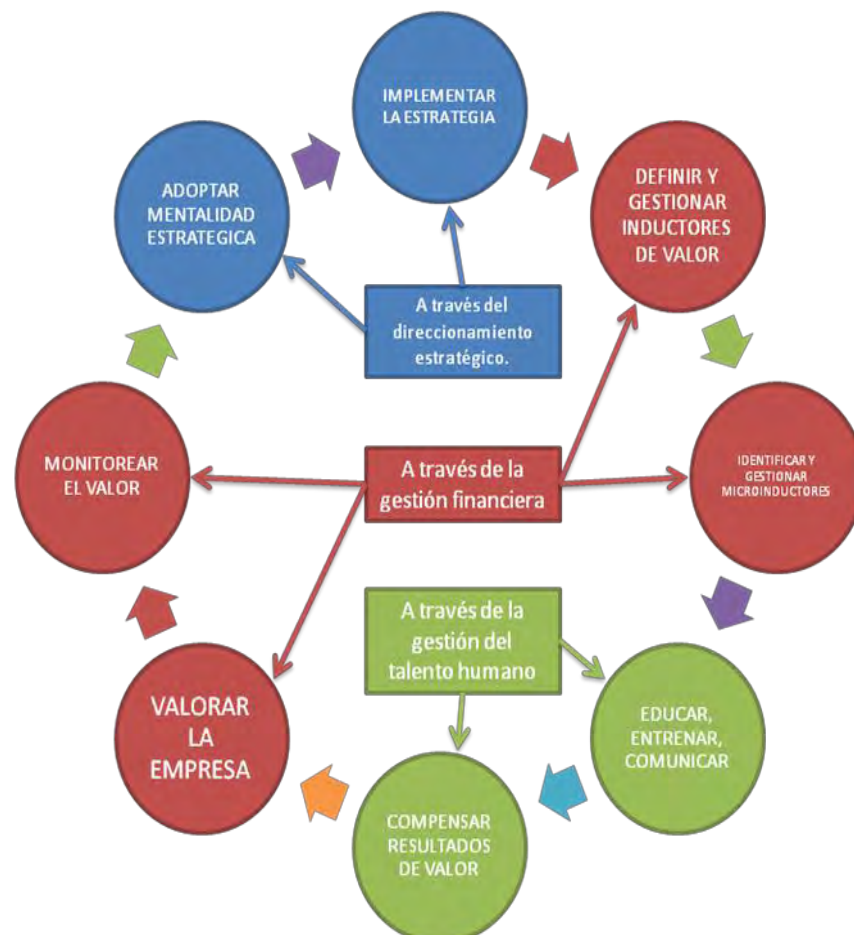 IMPLEMENTAR
LA ESTRATEGIA
ADOPTAR
MENTALIDAD
ESTRATEGICA
DEFINIR Y
GESTIONAR
INDUCTORES
DE VALOR
A través del
direccionamiento
estratégico.
MONITOREAR
EL VALOR
A través de la
gestión financiera
IDENTIFICAR Y
GESTIONAR
MICROINDUCTORES
A través de la
gestión del
talento humano
VALORAR
LA
EMPRESA
EDUCAR,
ENTRENAR,
COMUNICAR
COMPENSAR
RESULTADOS
DE VALOR